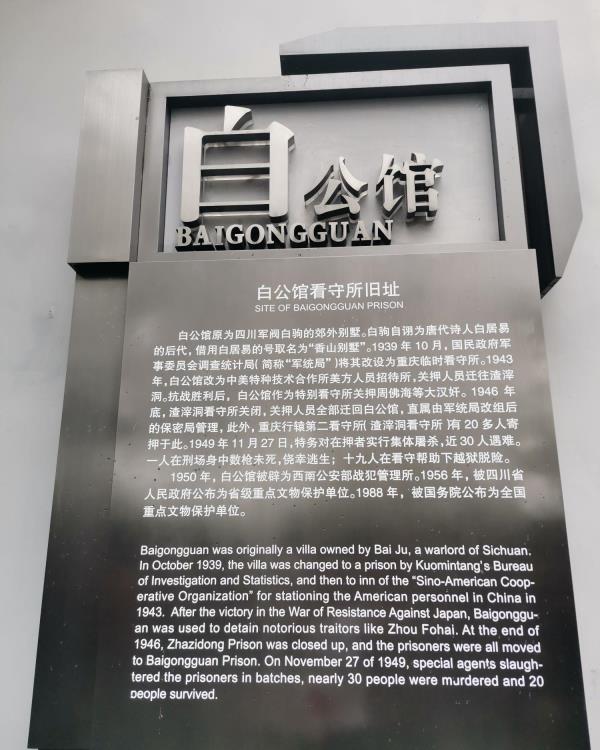 白公馆
BAIGONGGUAN
白公馆看守所旧址
SITE OF BAIGONGGUAN PRISON
白公馆原为四川军阀白驹的郊外别墅。白驹自诩为唐代诗人白居易
的后代，借用白居易的号取名为“香山别墅”。1939年10月，国民政府军
事委员会调查统计局(简称“军统局”)将其改设为重庆临时看守所。1943
年，白公馆改为中美特种技术合作所美方人员招待所，关押人员迁往渣滓
洞。抗战胜利后，白公馆作为特别看守所关押周佛海等大汉奸。1946年
底，渣滓洞看守所关闭，关押人员全部迁回白公馆，直属由军统局改组后
的保密局管理，此外，重庆行辕第二看守所(渣滓洞看守所)有20多人寄
押于此。1949年11月27日，特务对在押者实行集体屠杀，近30人遇难。
一人在刑场身中数枪未死，侥幸逃生；十九人在看守帮助下越狱脱险。
1950年，白公馆被辟为西南公安部战犯管理所。1956年，被四川省
人民政府公布为省级重点文物保护单位。1988年，被国务院公布为全国
重点文物保护单位。
Baigongguan was originally a villa owned by Bai Ju, a warlord of Sichuan.
In October 1939, the villa was changed to a prison by Kuomintang's Bureau
of Investigation and Statistics, and then to inn of the “Sino-American Coop-
erative Organization” for stationing the American personnel in China in
1943. After the victory in the War of Resistance Against Japan, Baigonggu-
an was used to detain notorious traitors like Zhou Fohai. At the end of
1946, Zhazidong Prison was closed up, and the prisoners were all moved
to Baigongguan Prison. On November 27 of 1949, special agents slaugh-
tered the prisoners in batches, nearly 30 people were murdered and 20
people survived.